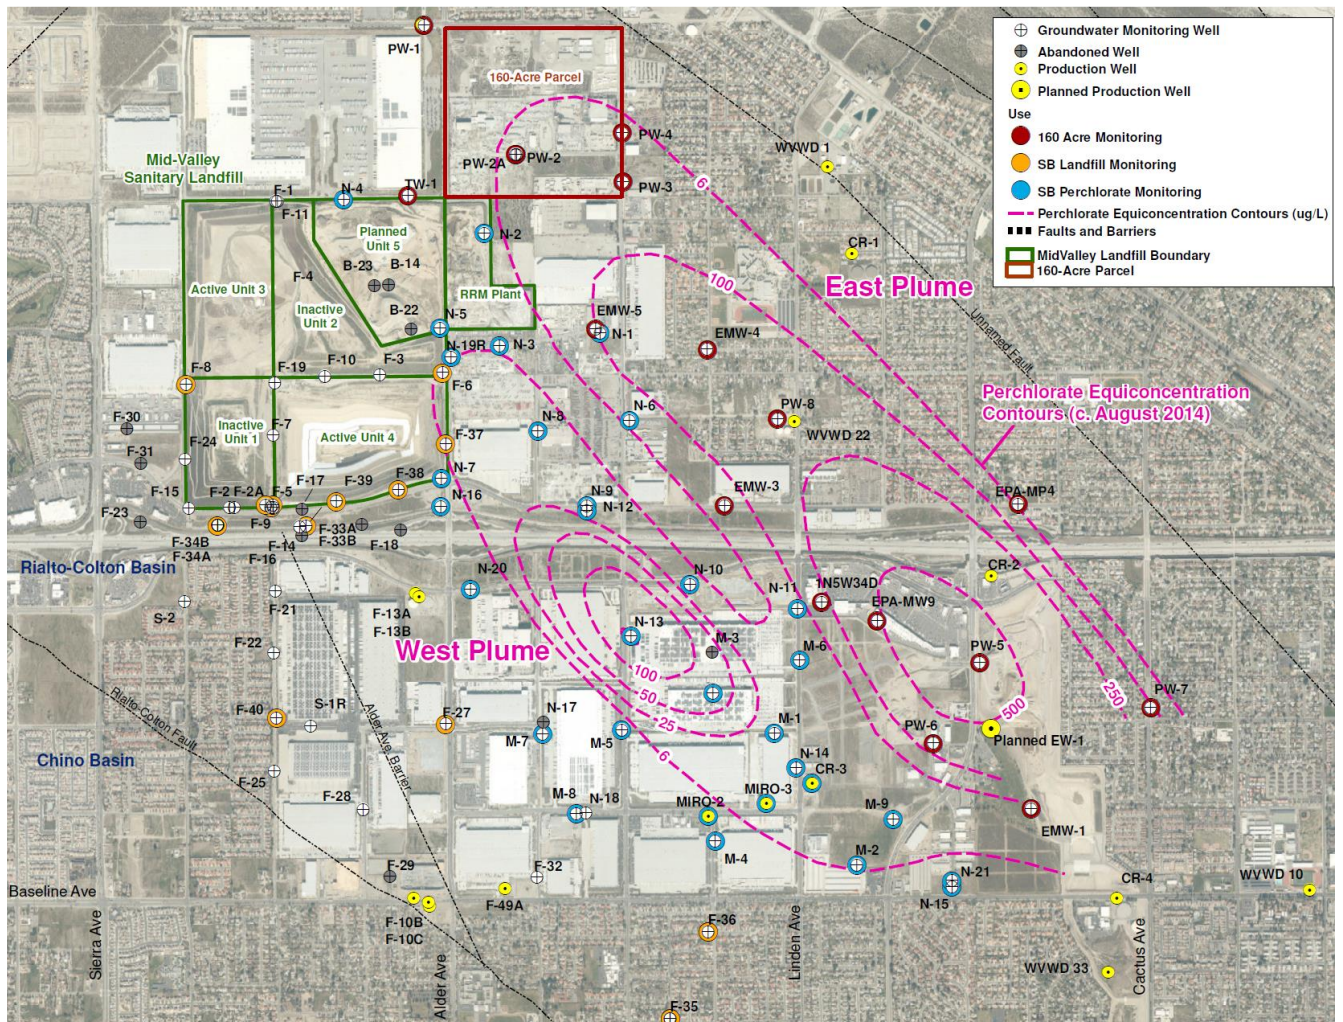 Groundwater Monitoring Well
Abandoned Well
Production Well
Planned Production Well
Use
160 Acre Monitoring
SB Landfill Monitoring
SB Perchlorate Monitoring
Perchlorate Equiconcentration Contours (ug/L)
Faults and Barriers
MidValley Landfill Boundary
160-Acre Parcel
PW-1
160-Acre Parcel
PW-4
PW-2A
PW-2
PW-3
WVWD 1
Mid-Valley
Sanitary Landfill
F-1
N-4
TW-1
F-11
6
Planned
Unit 5
N-2
CR-1
F-4
B-23
B-14
Active Unit 3
RRM Plant
100
East Plume
Inactive
Unit 2
B-22
N-5
EMW-5
N-1
EMW-4
Unnamed Fault
N-19R
N-3
F-8
F-19
F-10
F-3
F-6
Perchlorate Equiconcentration
Contours (c. August 2014)
F-30
Inactive
Unit 1
F-7
Active Unit 4
N-8
N-6
PW-8
WVWD 22
F-24
F-37
F-31
F-15
F-2
F-2A
F-5
F-17
F-39
F-38
N-7
N-16
N-9
N-12
EMW-3
EPA-MP4
F-23
F-34B
F-34A
F-9
F-14
F-33A
F-33B
F-18
F-16
Rialto-Colton Basin
N-20
N-10
CR-2
S-2
F-21
F-13A
F-13B
N-11
1N5W34D
EPA-MW9
F-22
West Plume
N-13
M-3
M-6
PW-5
100
50
25
250
500
PW-7
Rialto-Colton Fault
F-40
S-1R
Alder Ave Barrier
F-27
N-17
M-7
M-5
M-1
PW-6
Planned EW-1
Chino Basin
6
F-25
N-14
CR-3
F-28
M-8
N-18
MIRO-2
MIRO-3
M-9
EMW-1
M-4
M-2
F-29
F-32
N-21
N-15
Baseline Ave
F-49A
CR-4
WVWD 10
F-10B
F-10C
F-36
Sierra Ave
Alder Ave
Linden Ave
Cactus Ave
WVWD 33
F-35